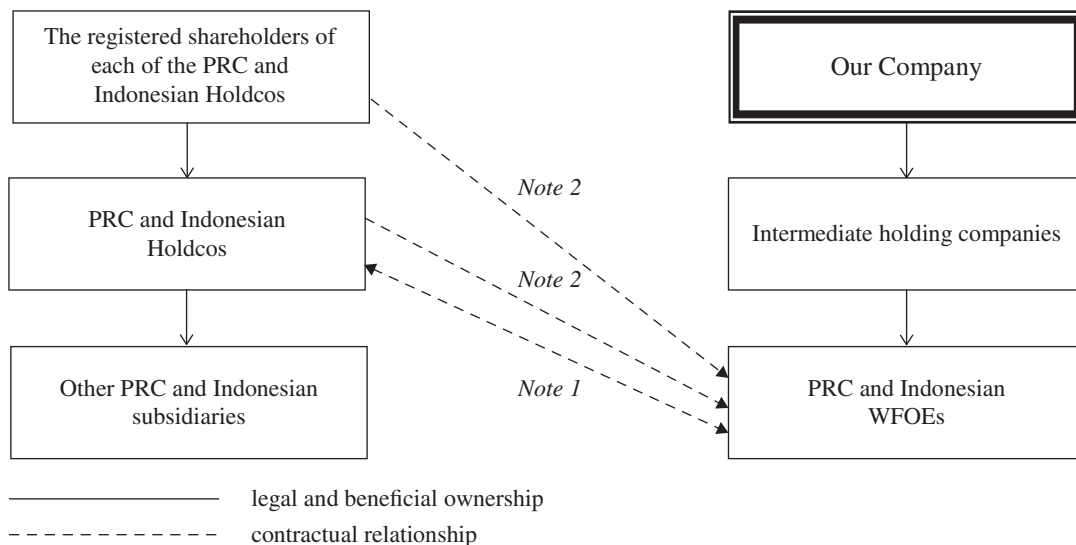 The registered shareholders of
each of the PRC and
Indonesian Holdcos
Our Company
Note 2
PRC and Indonesian
Holdcos
Intermediate holding companies
Note 2
Other PRC and Indonesian
subsidiaries
Note 1
PRC and Indonesian
WFOEs
legal and beneficial ownership
contractual relationship